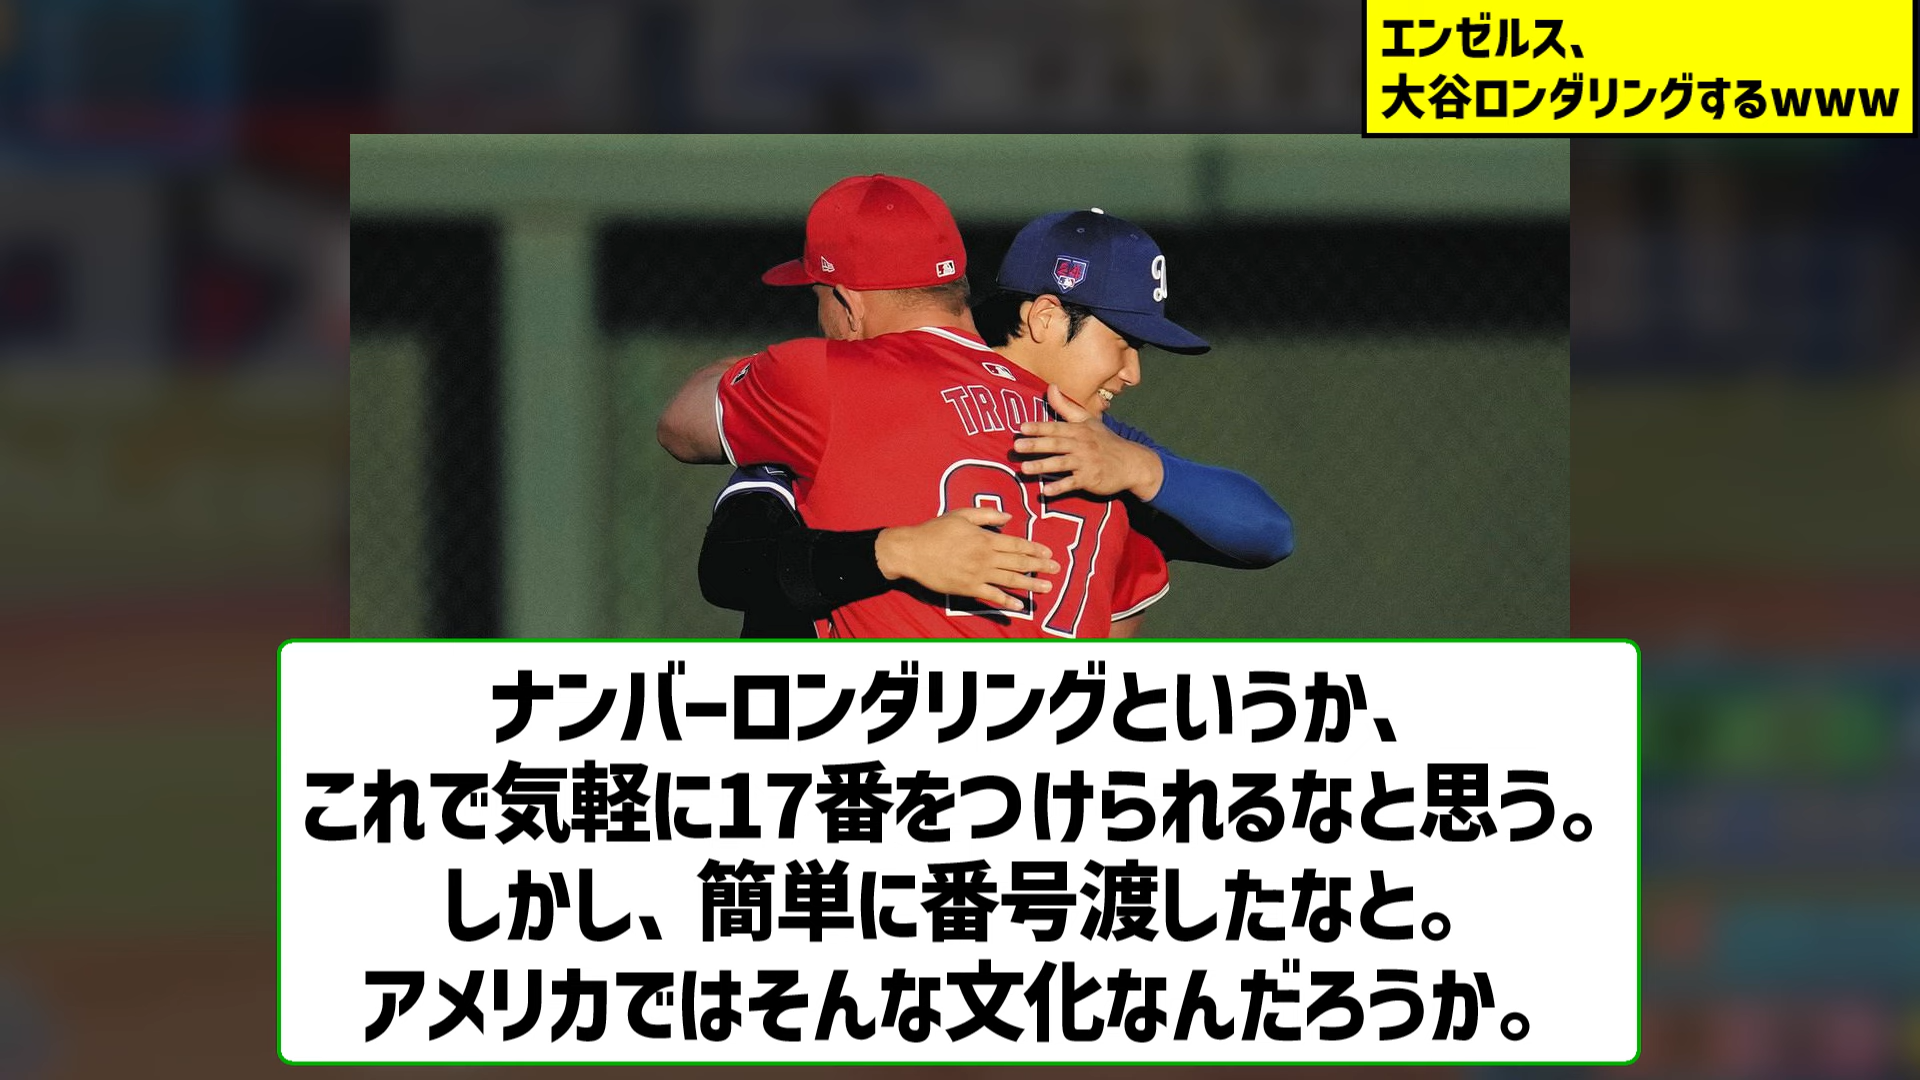 エンゼルス、
大谷ロンダリングするwww
TRO
27
ナンバーロンダリングというか、
これで気軽に17番をつけられるなと思う。
しかし、簡単に番号渡したなと。
アメリカではそんな文化なんだろうか。